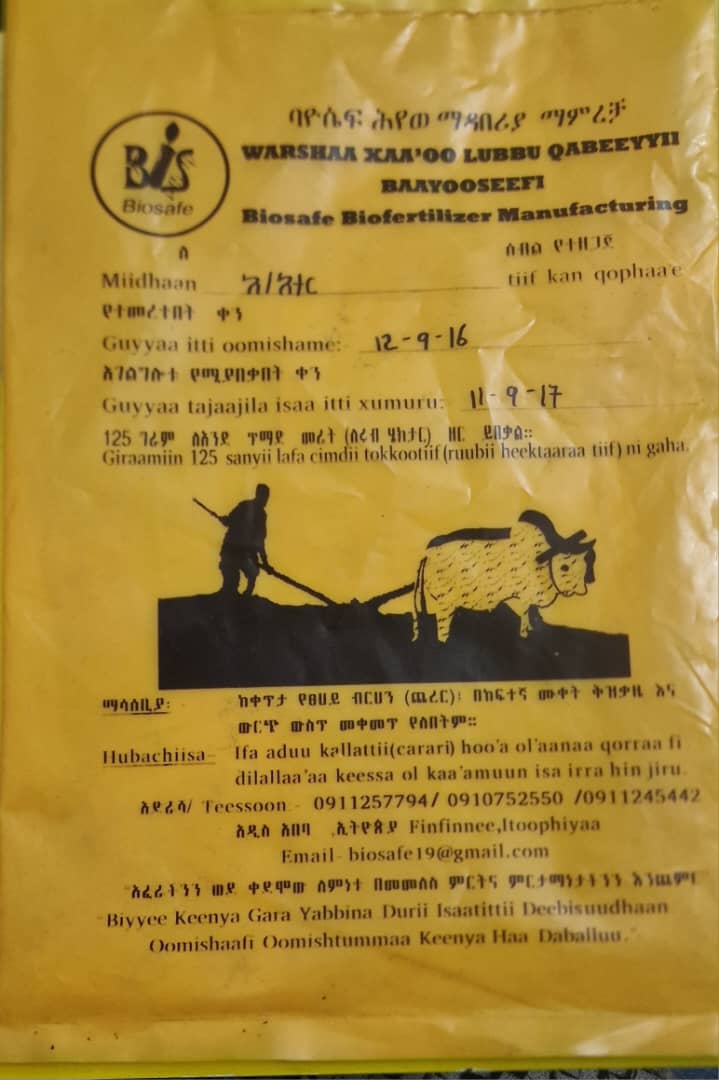 ባዮሴፍ ሕያወ ማዳበሪያ ማምረቻ
WARSHAA XAA'OO LUBBU QABEEYYII
BAAYOOSEEFI
Biosafe Biofertilizer Manufacturing
BIS
Biosafe
ለ ሰብል የተዘጋጀ
Miidhaan አ/አተር tiif kan qophaa'e
የተመረተበት ቀን
Guyyaa itti oomishame: 12-9-16
አገልግሎቱ የሚያበቃበት ቀን
Guyyaa tajaajila isaa itti xumuru: 11-9-17
125 ግራም ለአንድ ጥማድ መሬት (ለሩብ ሄክታር) ዘር ይበቃል።
Giraamiin 125 sanyii lafa cimdii tokkootiif (ruubii heektaaraa tiif) ni gaha.
ማሳሰቢያ፡ ከቀጥታ የፀሀይ ብርሀን (ጨረር)፣ በከፍተኛ ሙቀት ቅዝቃዜ እና
ውርጭ ውስጥ መቀመጥ የለበትም።
Hubachiisa- Ifa aduu kallattii(carari) hoo'a ol'aanaa qorraa fi
dilallaa'aa keessa ol kaa'amuun isa irra hin jiru.
አድራሻ/ Teessoon:- 0911257794/ 0910752550 /0911245442
አዲስ አበባ ,ኢትዮጵያ Finfinnee,Itoophiyaa
Email- biosafe19@gmail.com
"አፈራችንን ወደ ቀደምው ለምነቱ በመመለስ ምርትና ምርታማነታችንን እንጨምር
"Biyyee Keenya Gara Yabbina Durii Isaatittii Deebisuudhaan
Oomishaafi Oomishtummaa Keenya Haa Daballuu."